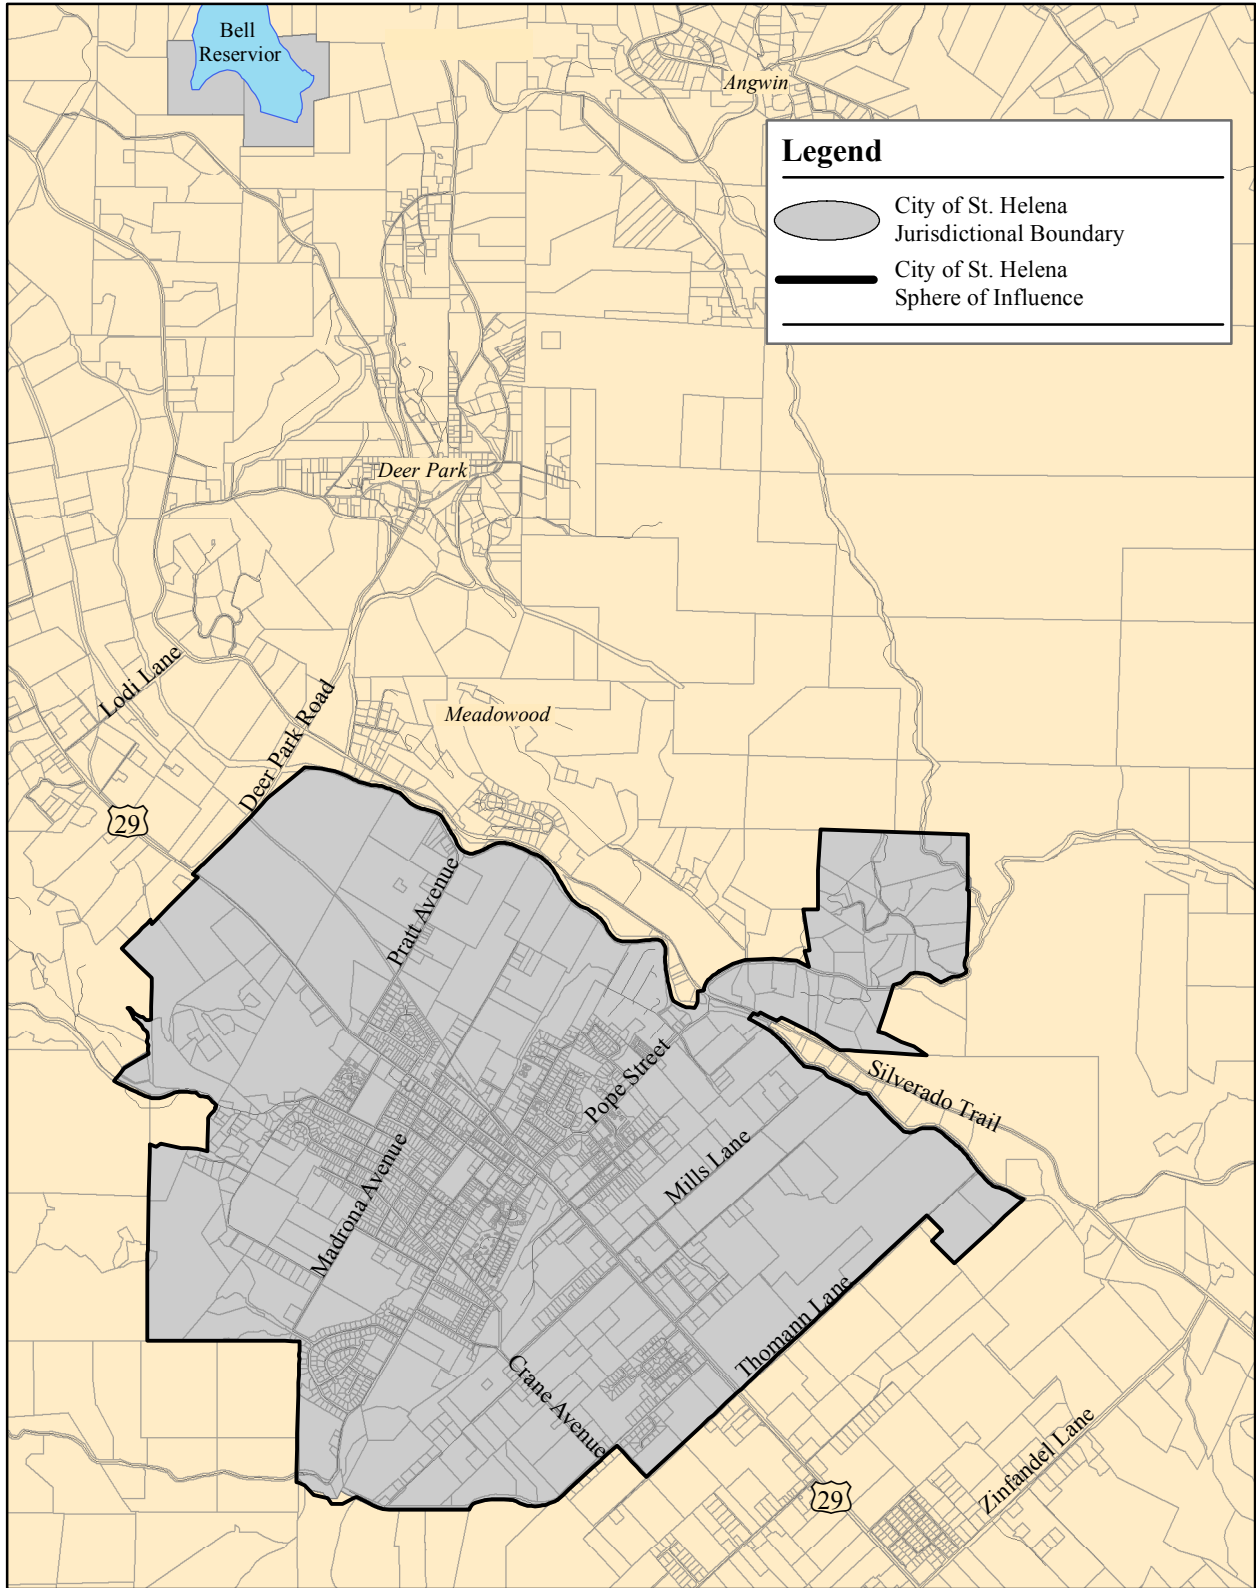 Bell
Reservior
Angwin
Legend
City of St. Helena
Jurisdictional Boundary
City of St. Helena
Sphere of Influence
Deer Park
Lodi Lane
Deer Park Road
Meadowood
29
Pratt Avenue
Pope Street
Silverado Trail
Madrona Avenue
Mills Lane
Thomann Lane
Crane Avenue
Zinfandel Lane
29